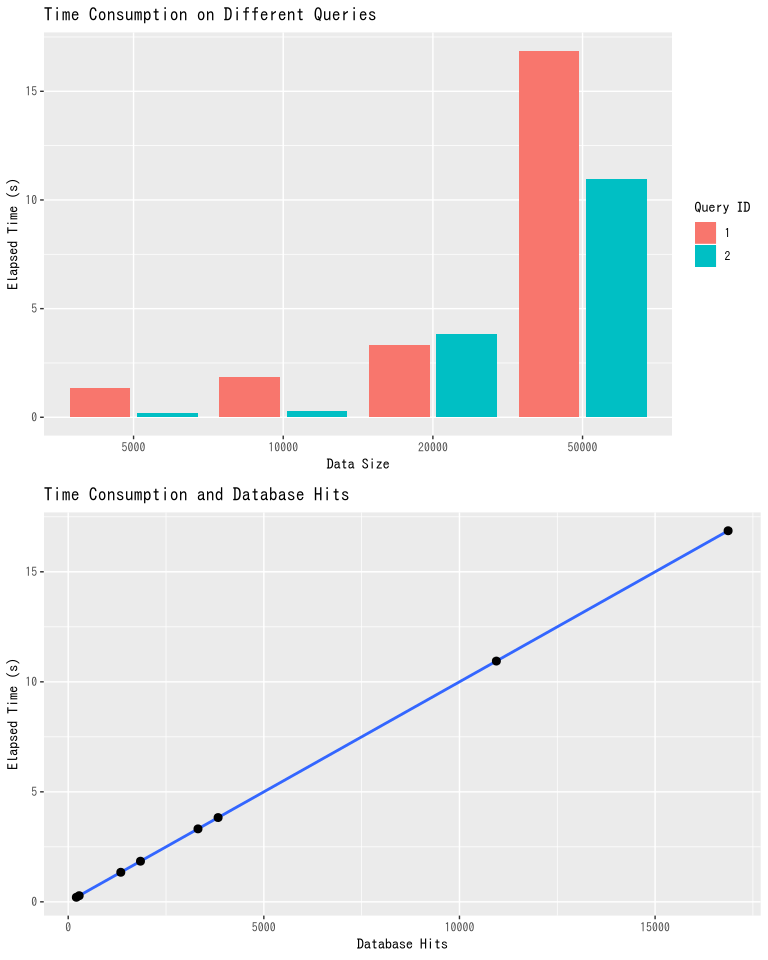 Time Consumption on Different Queries
15
10
5
0
Elapsed Time (s)
5000 10000 20000 50000
Data Size
Query ID
1
2
Time Consumption and Database Hits
15
10
5
0
Elapsed Time (s)
0 5000 10000 15000
Database Hits